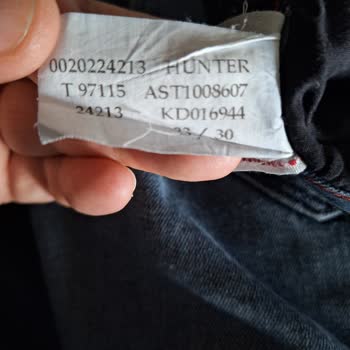 0020224213 HUNTER
T 97115 AST1008607
24213 KD016944
33 / 30